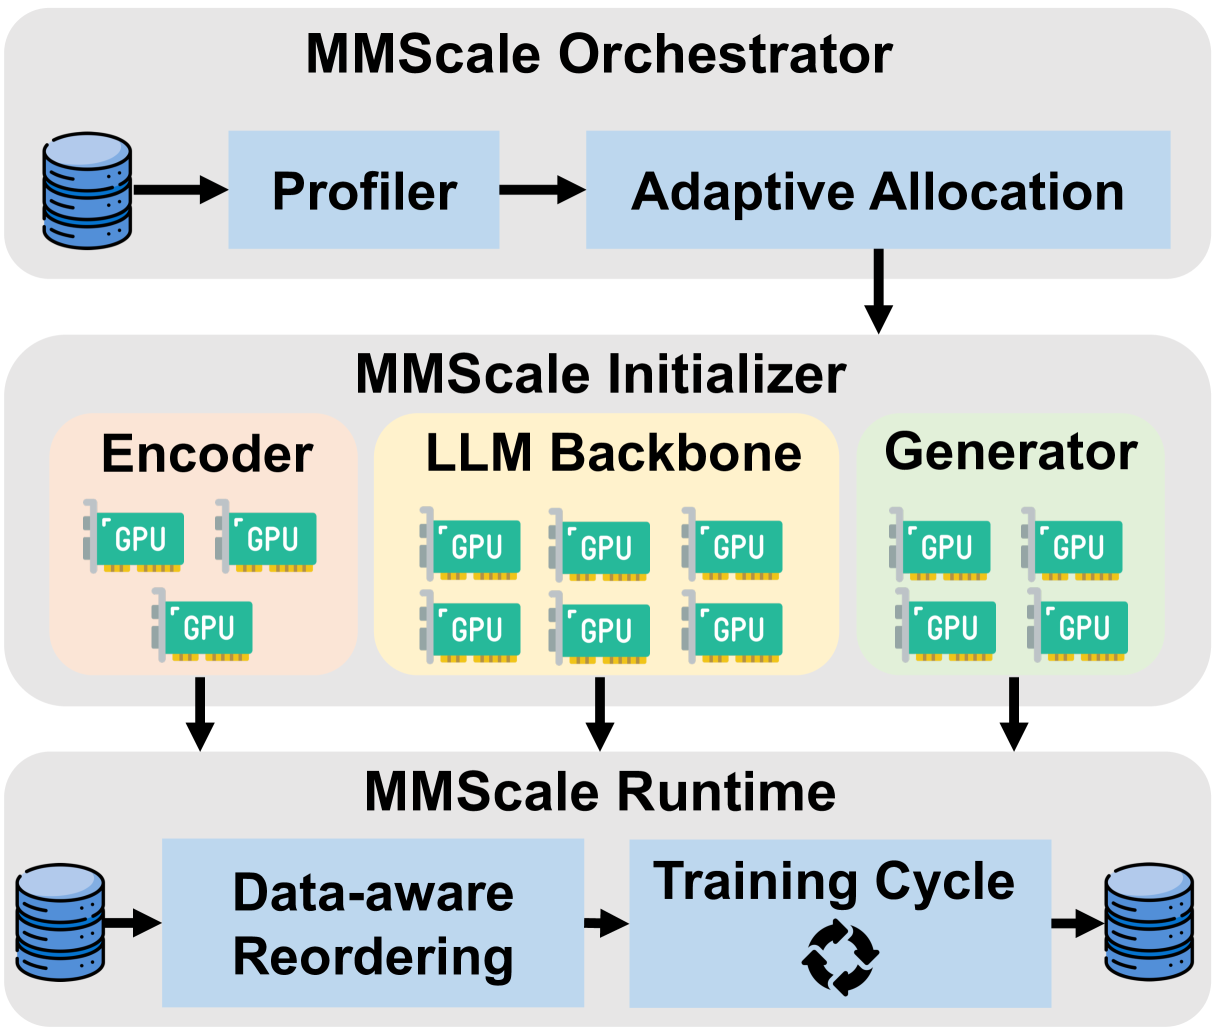 MMScale Orchestrator
Profiler
Adaptive Allocation
MMScale Initializer
Encoder
LLM Backbone
Generator
GPU
GPU
GPU
GPU
GPU
GPU
GPU
GPU
GPU
GPU
GPU
GPU
GPU
MMScale Runtime
Data-aware
Reordering
Training Cycle